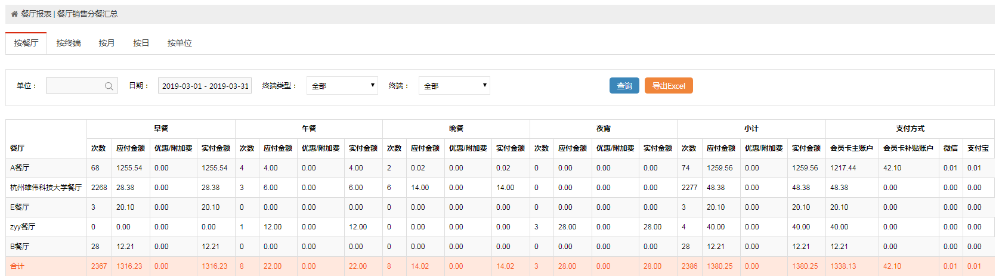 餐厅报表 | 餐厅销售分餐汇总
按餐厅 按终端 按月 按日 按单位
单位： 日期： 2019-03-01 - 2019-03-31 终端类型： 全部 终端： 全部 查询 导出Excel
早餐 午餐 晚餐 夜宵 小计 支付方式
餐厅 次数 应付金额 优惠/附加费 实付金额 次数 应付金额 优惠/附加费 实付金额 次数 应付金额 优惠/附加费 实付金额 次数 应付金额 优惠/附加费 实付金额 次数 应付金额 优惠/附加费 实付金额 会员卡主账户 会员卡补贴账户 微信 支付宝
A餐厅 68 1255.54 0.00 1255.54 4 4.00 0.00 4.00 2 0.02 0.00 0.02 0 0.00 0.00 0.00 74 1259.56 0.00 1259.56 1217.44 42.10 0.01 0.01
杭州雄伟科技大学餐厅 2268 28.38 0.00 28.38 3 6.00 0.00 6.00 6 14.00 0.00 14.00 0 0.00 0.00 0.00 2277 48.38 0.00 48.38 48.38 0.00 0.00 0.00
E餐厅 3 20.10 0.00 20.10 0 0.00 0.00 0.00 0 0.00 0.00 0.00 0 0.00 0.00 0.00 3 20.10 0.00 20.10 20.10 0.00 0.00 0.00
zyy餐厅 0 0.00 0.00 0.00 1 12.00 0.00 12.00 0 0.00 0.00 0.00 3 28.00 0.00 28.00 4 40.00 0.00 40.00 40.00 0.00 0.00 0.00
B餐厅 28 12.21 0.00 12.21 0 0.00 0.00 0.00 0 0.00 0.00 0.00 0 0.00 0.00 0.00 28 12.21 0.00 12.21 12.21 0.00 0.00 0.00
合计 2367 1316.23 0.00 1316.23 8 22.00 0.00 22.00 8 14.02 0.00 14.02 3 28.00 0.00 28.00 2386 1380.25 0.00 1380.25 1338.13 42.10 0.01 0.01